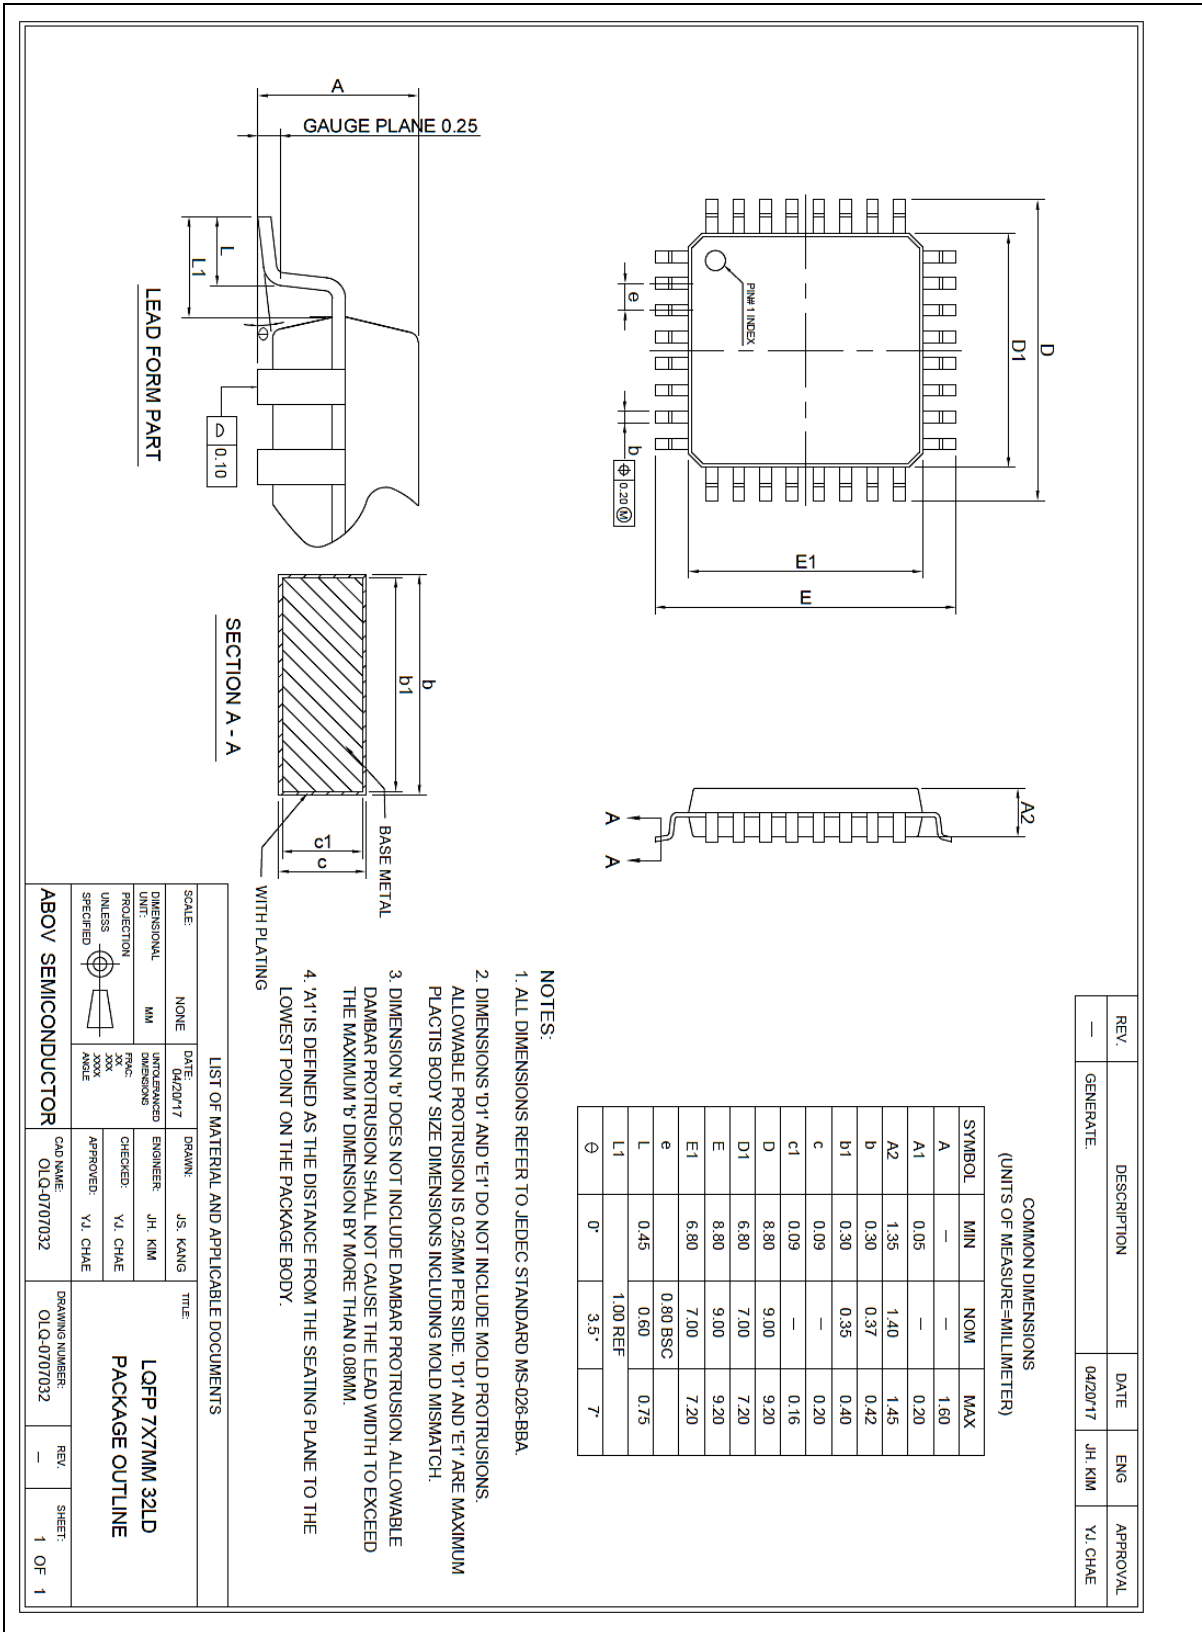 REV. DESCRIPTION DATE ENG APPROVAL
— GENERATE. 04/20/'17 JH. KIM YJ. CHAE
D
D1
PIN# 1 INDEX
e
b
0.20 M
E1
E
A2
A A
COMMON DIMENSIONS
(UNITS OF MEASURE=MILLIMETER)
SYMBOL MIN NOM MAX
A — — 1.60
A1 0.05 — 0.20
A2 1.35 1.40 1.45
b 0.30 0.37 0.42
b1 0.30 0.35 0.40
c 0.09 — 0.20
c1 0.09 — 0.16
D 8.80 9.00 9.20
D1 6.80 7.00 7.20
E 8.80 9.00 9.20
E1 6.80 7.00 7.20
e 0.80 BSC
L 0.45 0.60 0.75
L1 1.00 REF
θ 0° 3.5° 7°
A
GAUGE PLANE 0.25
L
L1
θ
0.10
LEAD FORM PART
b
b1
c1
c
BASE METAL
WITH PLATING
SECTION A - A
NOTES:
1. ALL DIMENSIONS REFER TO JEDEC STANDARD MS-026-BBA.
2. DIMENSIONS 'D1' AND 'E1' DO NOT INCLUDE MOLD PROTRUSIONS.
ALLOWABLE PROTRUSION IS 0.25MM PER SIDE. 'D1' AND 'E1' ARE MAXIMUM
PLACTIS BODY SIZE DIMENSIONS INCLUDING MOLD MISMATCH.
3. DIMENSION 'b' DOES NOT INCLUDE DAMBAR PROTRUSION. ALLOWABLE
DAMBAR PROTRUSION SHALL NOT CAUSE THE LEAD WIDTH TO EXCEED
THE MAXIMUM 'b' DIMENSION BY MORE THAN 0.08MM.
4. 'A1' IS DEFINED AS THE DISTANCE FROM THE SEATING PLANE TO THE
LOWEST POINT ON THE PACKAGE BODY.
LIST OF MATERIAL AND APPLICABLE DOCUMENTS
SCALE: NONE
DATE: 04/20/'17
DRAWN: JS. KANG
TITLE:
DIMENSIONAL
UNIT: MM
UNTOLERANCED
DIMENSIONS
ENGINEER: JH. KIM
PROJECTION
UNLESS
SPECIFIED
FRAC:
XX
XXX
XXXX
ANGLE
CHECKED: YJ. CHAE
APPROVED: YJ. CHAE
LQFP 7X7MM 32LD
PACKAGE OUTLINE
ABOV SEMICONDUCTOR
CAD NAME:
OLQ-0707032
DRAWING NUMBER:
OLQ-0707032
REV.
—
SHEET:
1 OF 1